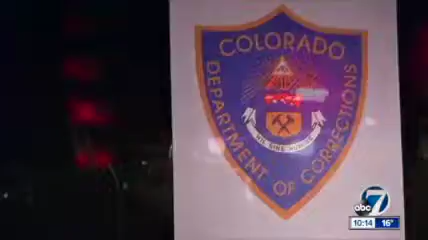 COLORADO
DEPARTMENT OF CORRECTIONS
NIL SINE NUMINE
abc 7
10:14 16°